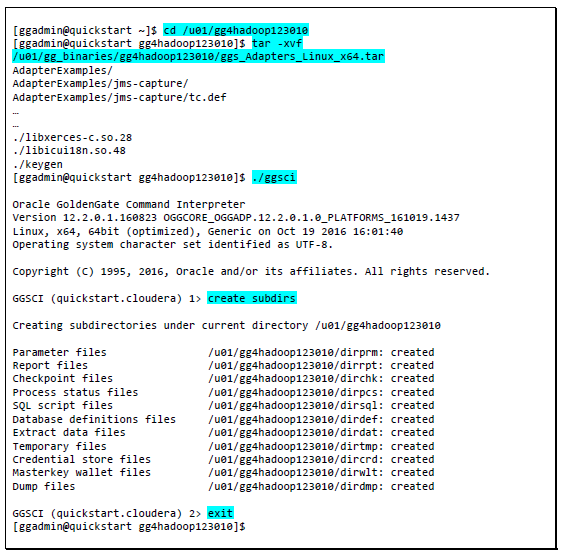 [ggadmin@quickstart ~]$ cd /u01/gg4hadoop123010
[ggadmin@quickstart gg4hadoop123010]$ tar -xvf
/u01/gg_binaries/gg4hadoop123010/ggs_Adapters_Linux_x64.tar
AdapterExamples/
AdapterExamples/jms-capture/
AdapterExamples/jms-capture/tc.def
…
…
./libxerces-c.so.28
./libicui18n.so.48
./keygen
[ggadmin@quickstart gg4hadoop123010]$ ./ggsci
Oracle GoldenGate Command Interpreter
Version 12.2.0.1.160823 OGGCORE_OGGADP.12.2.0.1.0_PLATFORMS_161019.1437
Linux, x64, 64bit (optimized), Generic on Oct 19 2016 16:01:40
Operating system character set identified as UTF-8.
Copyright (C) 1995, 2016, Oracle and/or its affiliates. All rights reserved.
GGSCI (quickstart.cloudera) 1> create subdirs
Creating subdirectories under current directory /u01/gg4hadoop123010
Parameter files /u01/gg4hadoop123010/dirprm: created
Report files /u01/gg4hadoop123010/dirrpt: created
Checkpoint files /u01/gg4hadoop123010/dirchk: created
Process status files /u01/gg4hadoop123010/dirpcs: created
SQL script files /u01/gg4hadoop123010/dirsql: created
Database definitions files /u01/gg4hadoop123010/dirdef: created
Extract data files /u01/gg4hadoop123010/dirdat: created
Temporary files /u01/gg4hadoop123010/dirtmp: created
Credential store files /u01/gg4hadoop123010/dircrd: created
Masterkey wallet files /u01/gg4hadoop123010/dirwlt: created
Dump files /u01/gg4hadoop123010/dirdmp: created
GGSCI (quickstart.cloudera) 2> exit
[ggadmin@quickstart gg4hadoop123010]$